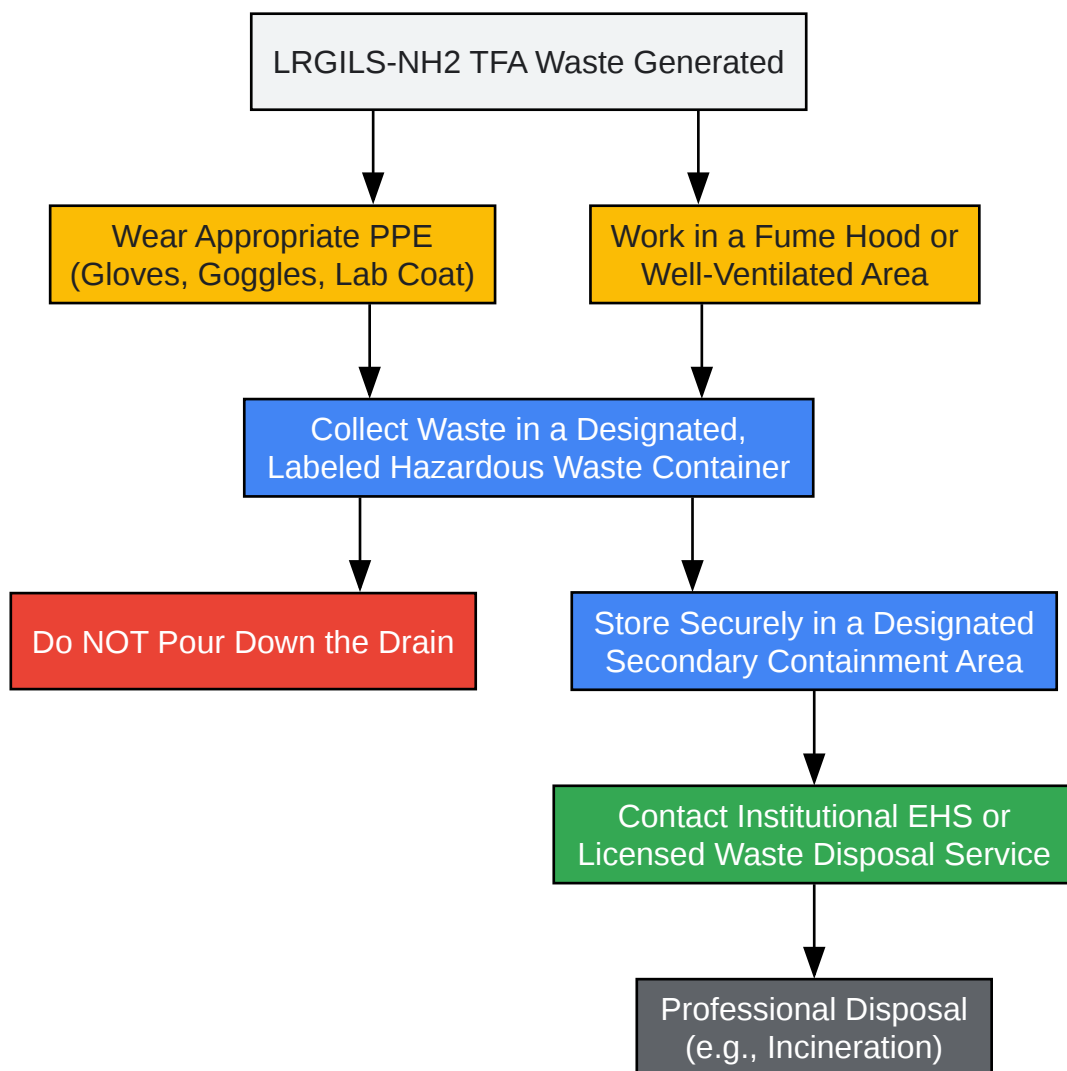 LRGILS-NH2 TFA Waste Generated
Wear Appropriate PPE
(Gloves, Goggles, Lab Coat)
Work in a Fume Hood or
Well-Ventilated Area
Collect Waste in a Designated,
Labeled Hazardous Waste Container
Do NOT Pour Down the Drain
Store Securely in a Designated
Secondary Containment Area
Contact Institutional EHS or
Licensed Waste Disposal Service
Professional Disposal
(e.g., Incineration)